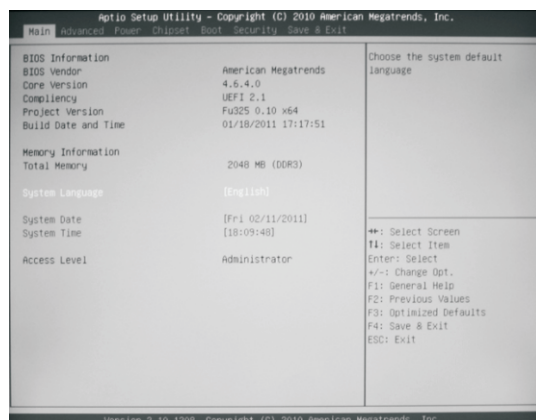 Aptio Setup Utility – Copyright (C) 2010 American Megatrends, Inc.
Main Advanced Power Chipset Boot Security Save & Exit
BIOS Information
BIOS Vendor American Megatrends
Core Version 4.6.4.0
Compliency UEFI 2.1
Project Version Fu325 0.10 x64
Build Date and Time 01/18/2011 17:17:51
Memory Information
Total Memory 2048 MB (DDR3)
System Language [English]
System Date [Fri 02/11/2011]
System Time [18:09:48]
Access Level Administrator
Choose the system default
language
→←: Select Screen
↑↓: Select Item
Enter: Select
+/-: Change Opt.
F1: General Help
F2: Previous Values
F3: Optimized Defaults
F4: Save & Exit
ESC: Exit
Version 2.10.1208. Copyright (C) 2010 American Megatrends, Inc.